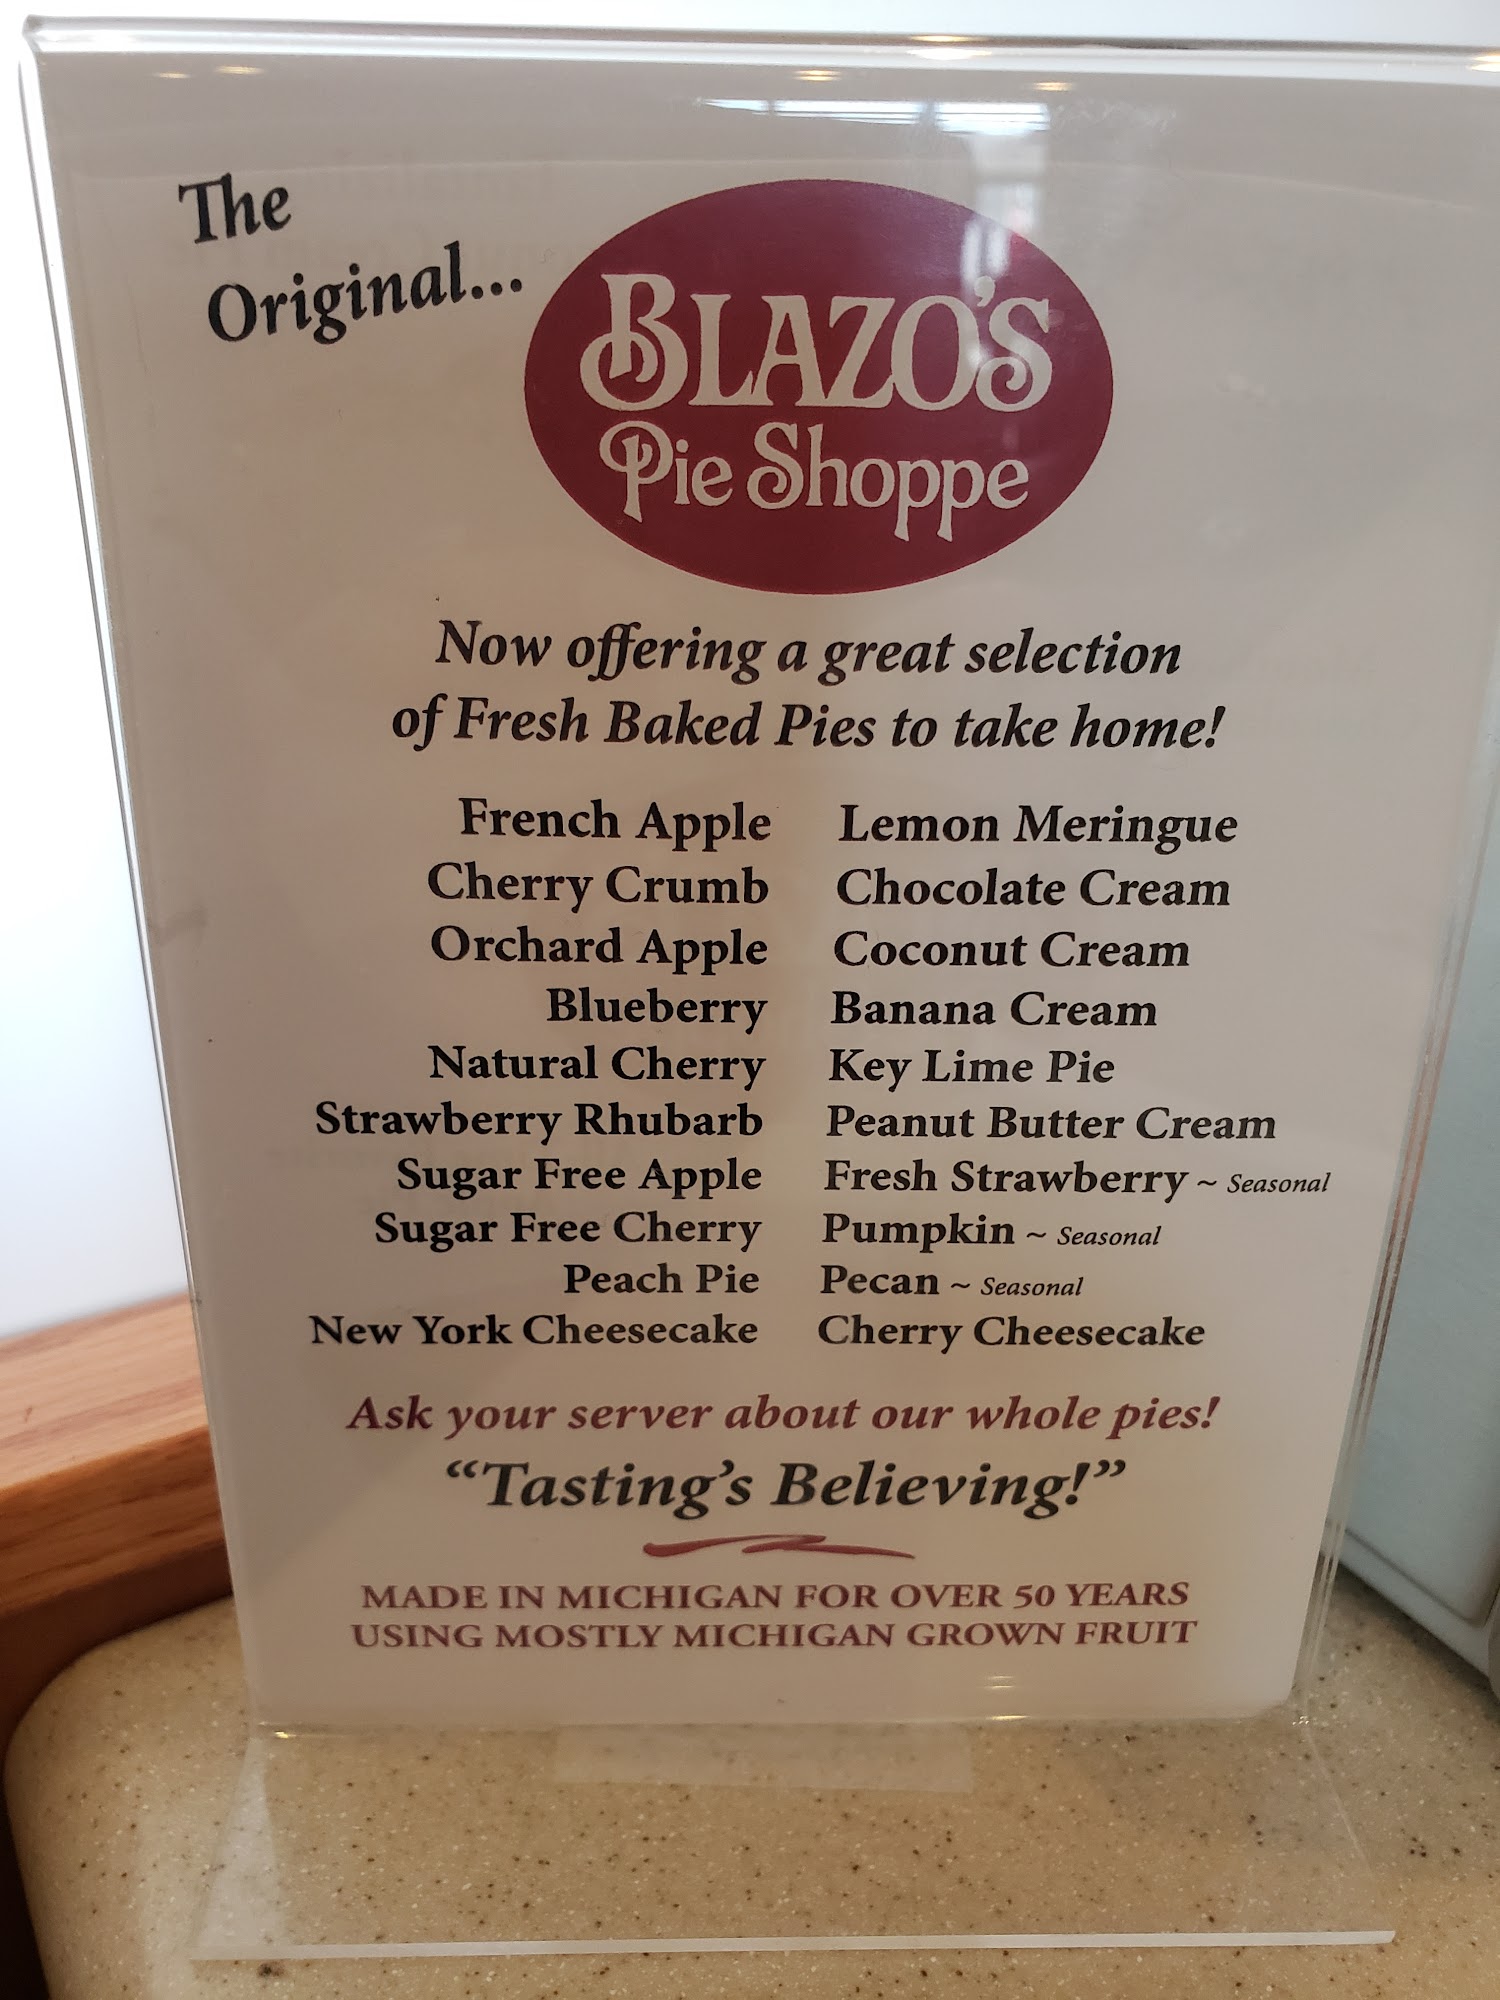 The
Original...
BLAZO'S
Pie Shoppe
Now offering a great selection
of Fresh Baked Pies to take home!
French Apple
Cherry Crumb
Orchard Apple
Blueberry
Natural Cherry
Strawberry Rhubarb
Sugar Free Apple
Sugar Free Cherry
Peach Pie
New York Cheesecake
Lemon Meringue
Chocolate Cream
Coconut Cream
Banana Cream
Key Lime Pie
Peanut Butter Cream
Fresh Strawberry ~ Seasonal
Pumpkin ~ Seasonal
Pecan ~ Seasonal
Cherry Cheesecake
Ask your server about our whole pies!
“Tasting’s Believing!”
MADE IN MICHIGAN FOR OVER 50 YEARS
USING MOSTLY MICHIGAN GROWN FRUIT